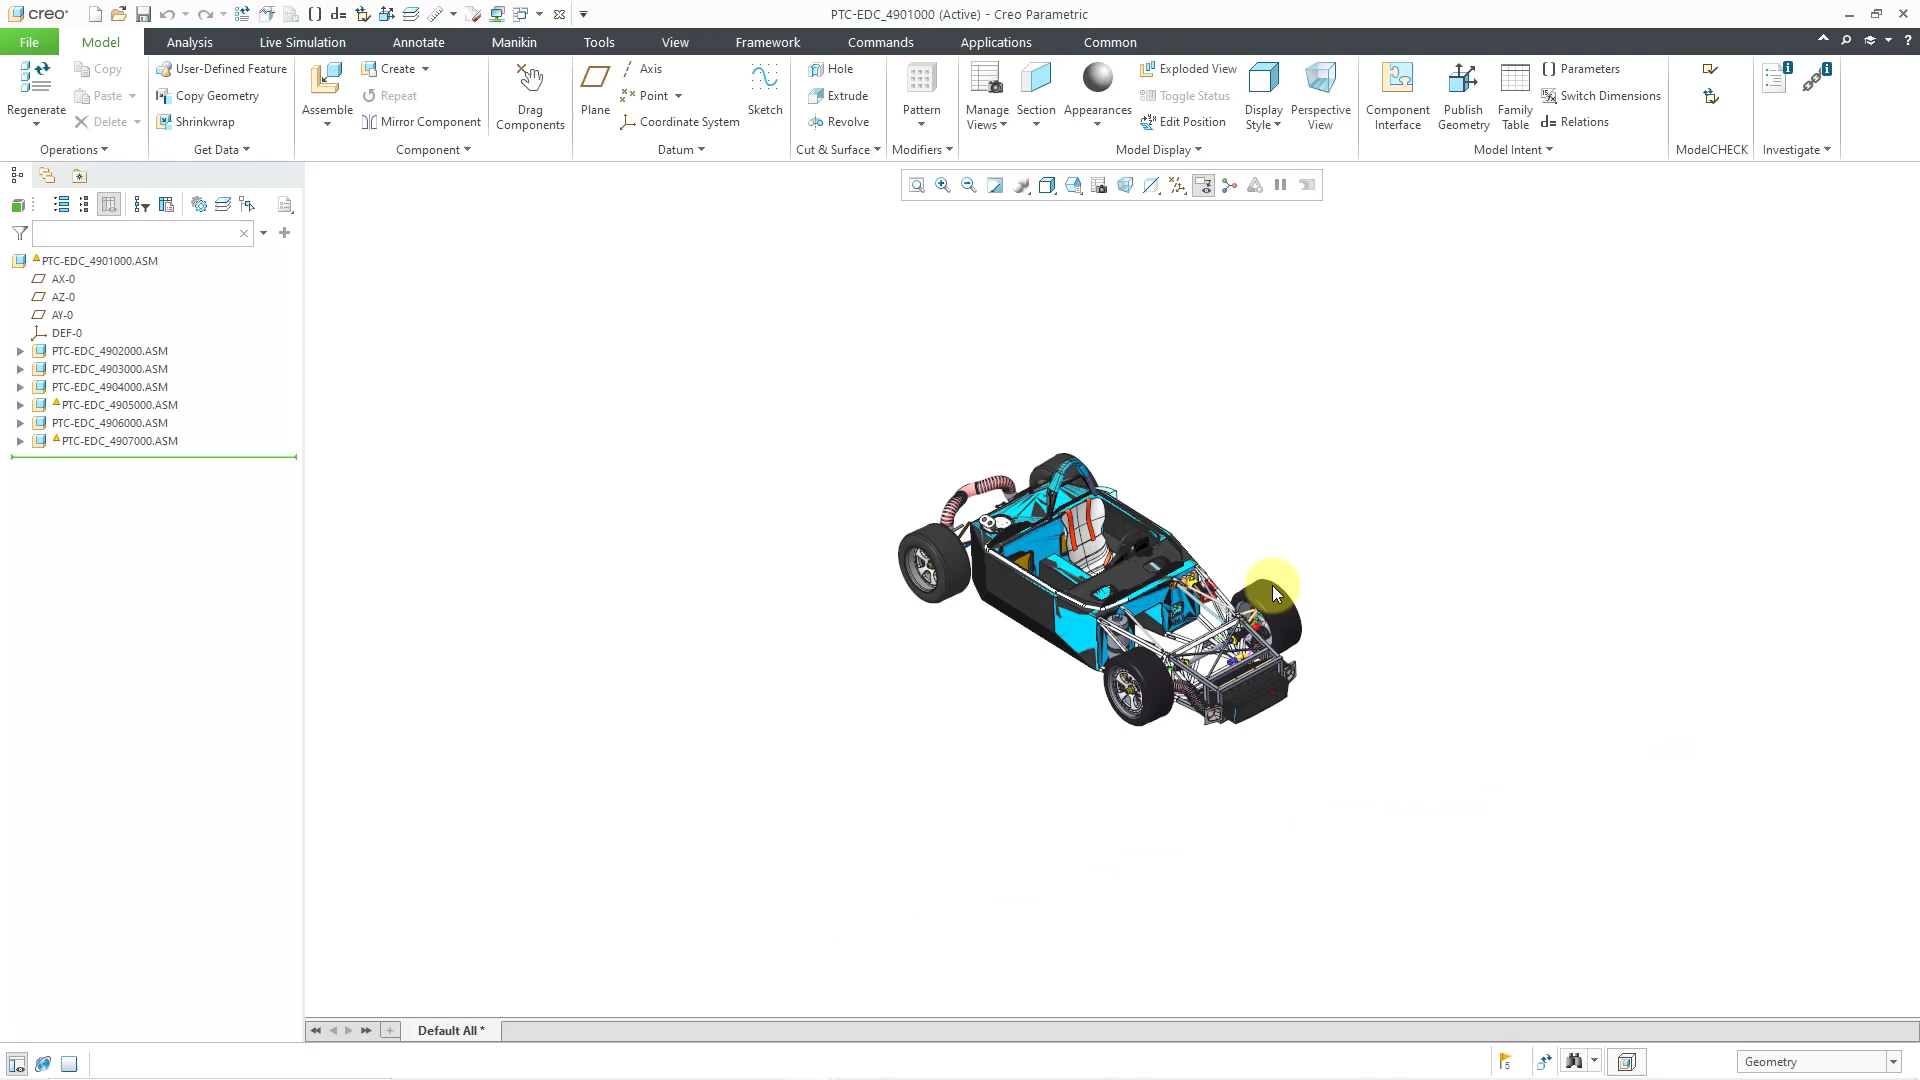 creo
PTC-EDC_4901000 (Active) - Creo Parametric
File
Model
Analysis
Live Simulation
Annotate
Manikin
Tools
View
Framework
Commands
Applications
Common
Regenerate
Copy
Paste
Delete
Operations
User-Defined Feature
Copy Geometry
Shrinkwrap
Get Data
Assemble
Create
Repeat
Mirror Component
Component
Drag
Components
Plane
Axis
Point
Coordinate System
Sketch
Datum
Hole
Extrude
Revolve
Cut & Surface
Pattern
Modifiers
Manage
Views
Section
Appearances
Exploded View
Toggle Status
Edit Position
Display
Style
Perspective
View
Model Display
Component
Interface
Publish
Geometry
Family
Table
Parameters
Switch Dimensions
d= Relations
Model Intent
ModelCHECK
Investigate
PTC-EDC_4901000.ASM
AX-0
AZ-0
AY-0
DEF-0
PTC-EDC_4902000.ASM
PTC-EDC_4903000.ASM
PTC-EDC_4904000.ASM
PTC-EDC_4905000.ASM
PTC-EDC_4906000.ASM
PTC-EDC_4907000.ASM
Default All *
5
Geometry